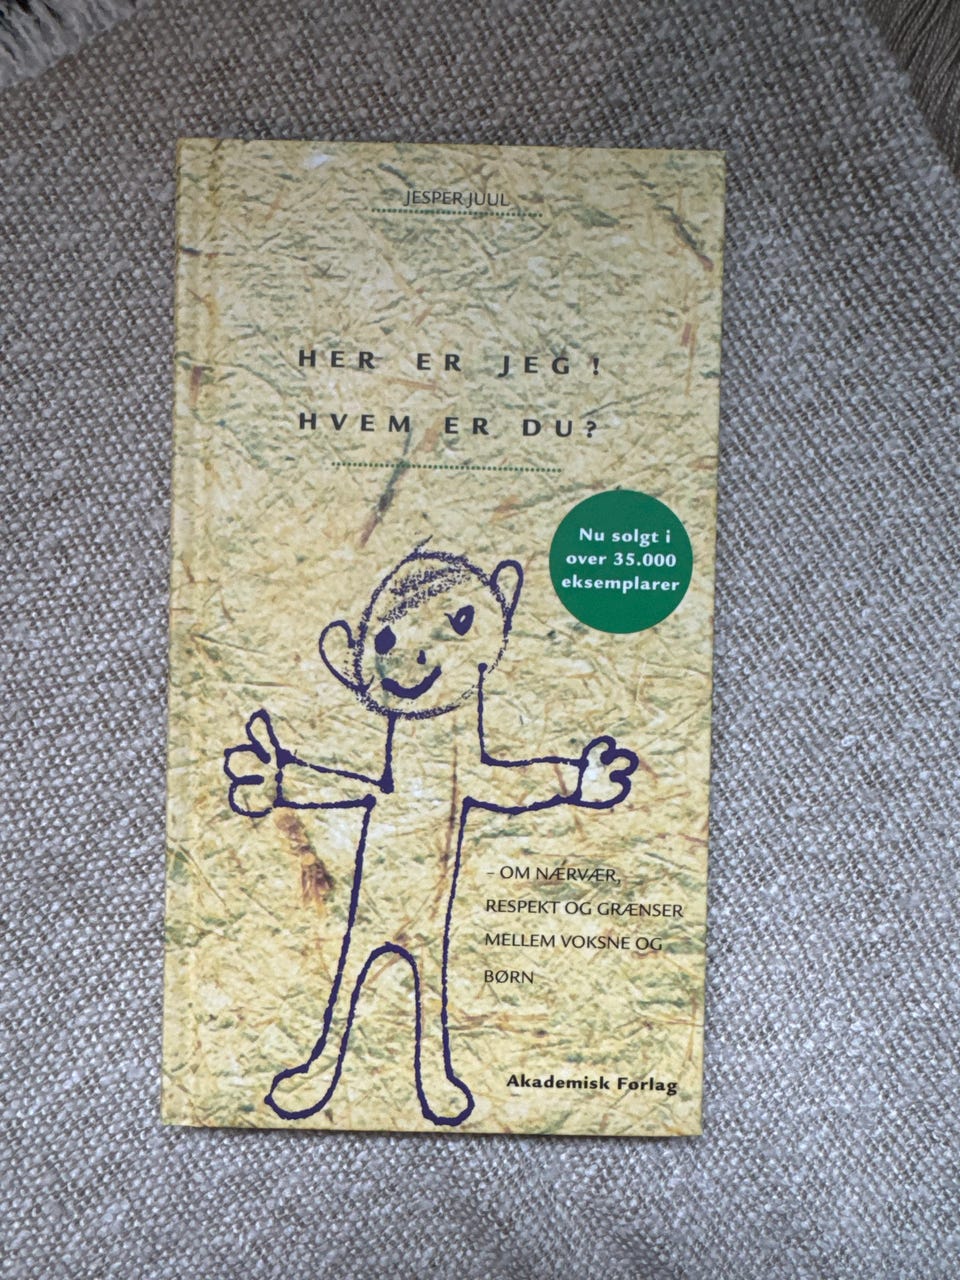 JESPER JUUL
HER ER JEG!
HVEM ER DU?
Nu solgt i
over 35.000
eksemplarer
– OM NÆRVÆR,
RESPEKT OG GRÆNSER
MELLEM VOKSNE OG
BØRN
Akademisk Forlag